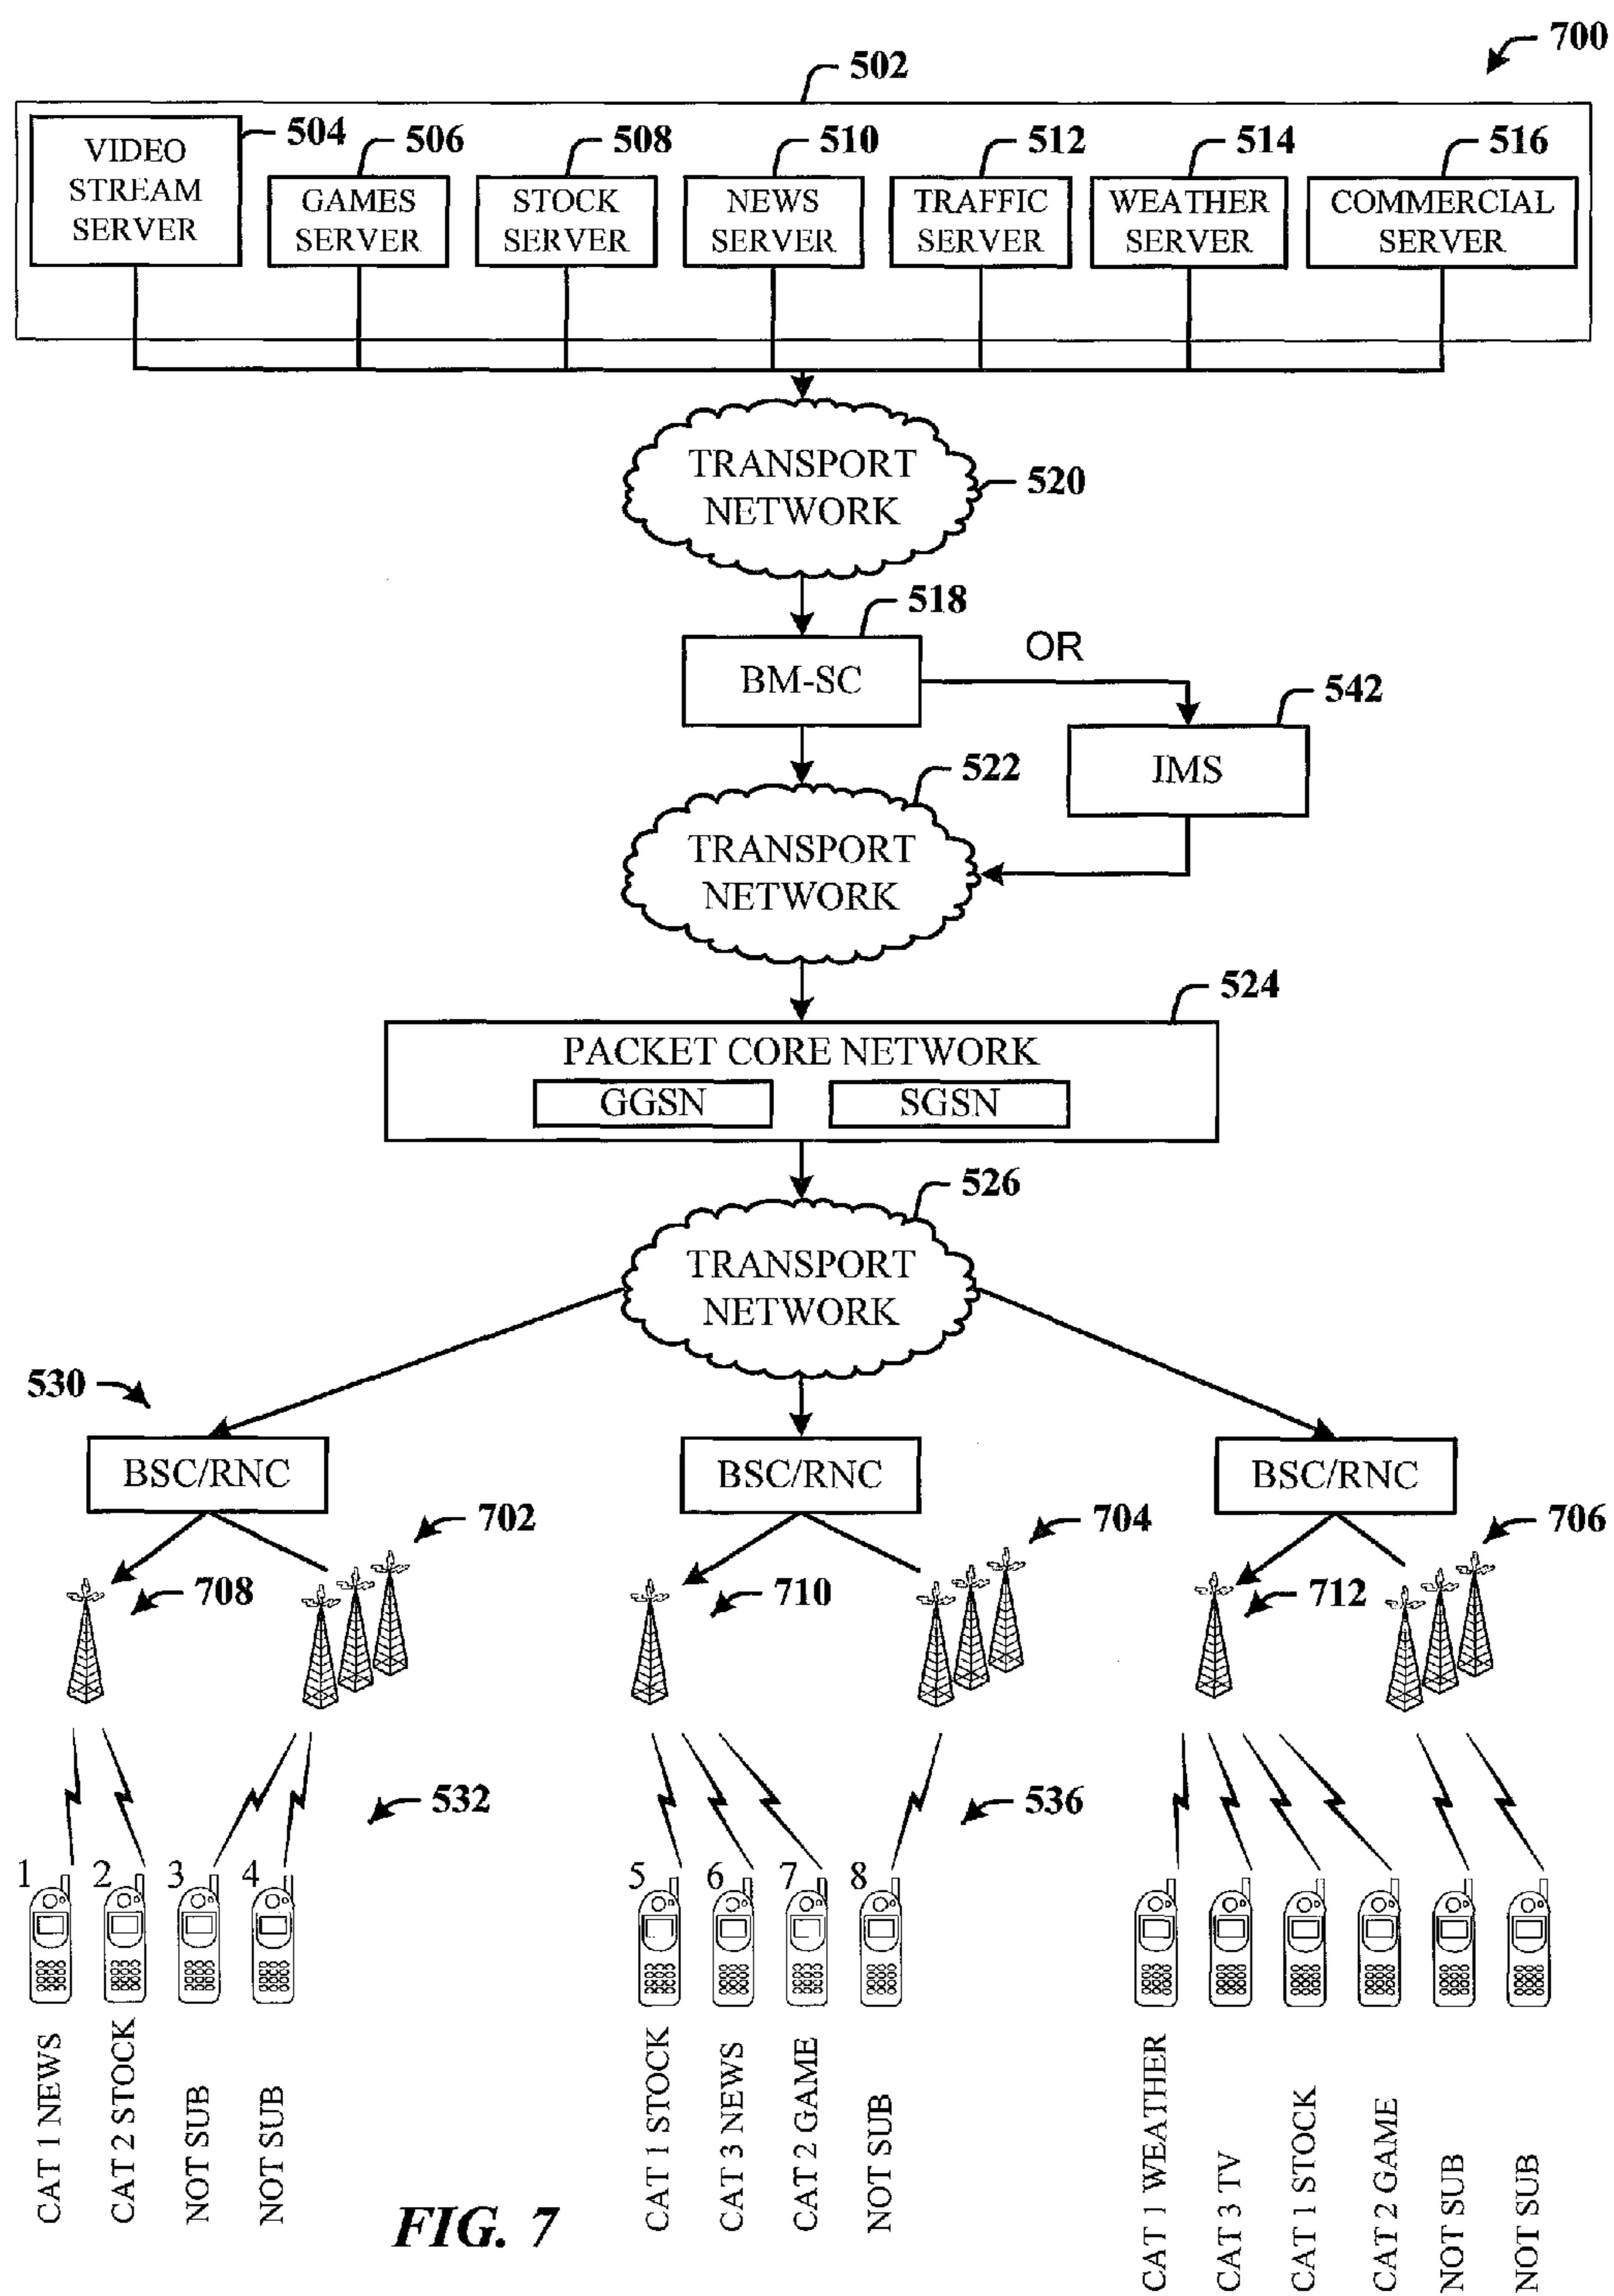 700
502
504
506
508
510
512
514
516
VIDEO
STREAM
SERVER
GAMES
SERVER
STOCK
SERVER
NEWS
SERVER
TRAFFIC
SERVER
WEATHER
SERVER
COMMERCIAL
SERVER
TRANSPORT
NETWORK
520
518
BM-SC
OR
542
IMS
522
TRANSPORT
NETWORK
524
PACKET CORE NETWORK
GGSN
SGSN
526
TRANSPORT
NETWORK
530
BSC/RNC
BSC/RNC
BSC/RNC
702
704
706
708
710
712
532
536
1
2
3
4
5
6
7
8
CAT 1 NEWS
CAT 2 STOCK
NOT SUB
NOT SUB
CAT 1 STOCK
CAT 3 NEWS
CAT 2 GAME
NOT SUB
CAT 1 WEATHER
CAT 3 TV
CAT 1 STOCK
CAT 2 GAME
NOT SUB
NOT SUB
FIG. 7